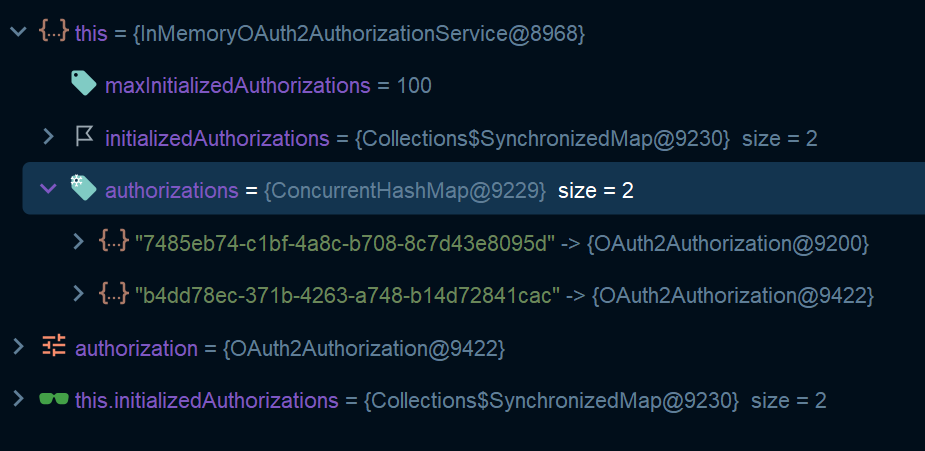 this = {InMemoryOAuth2AuthorizationService@8968}
maxInitializedAuthorizations = 100
initializedAuthorizations = {Collections$SynchronizedMap@9230} size = 2
authorizations = {ConcurrentHashMap@9229} size = 2
{...} "7485eb74-c1bf-4a8c-b708-8c7d43e8095d" -> {OAuth2Authorization@9200}
{...} "b4dd78ec-371b-4263-a748-b14d72841cac" -> {OAuth2Authorization@9422}
authorization = {OAuth2Authorization@9422}
this.initializedAuthorizations = {Collections$SynchronizedMap@9230} size = 2